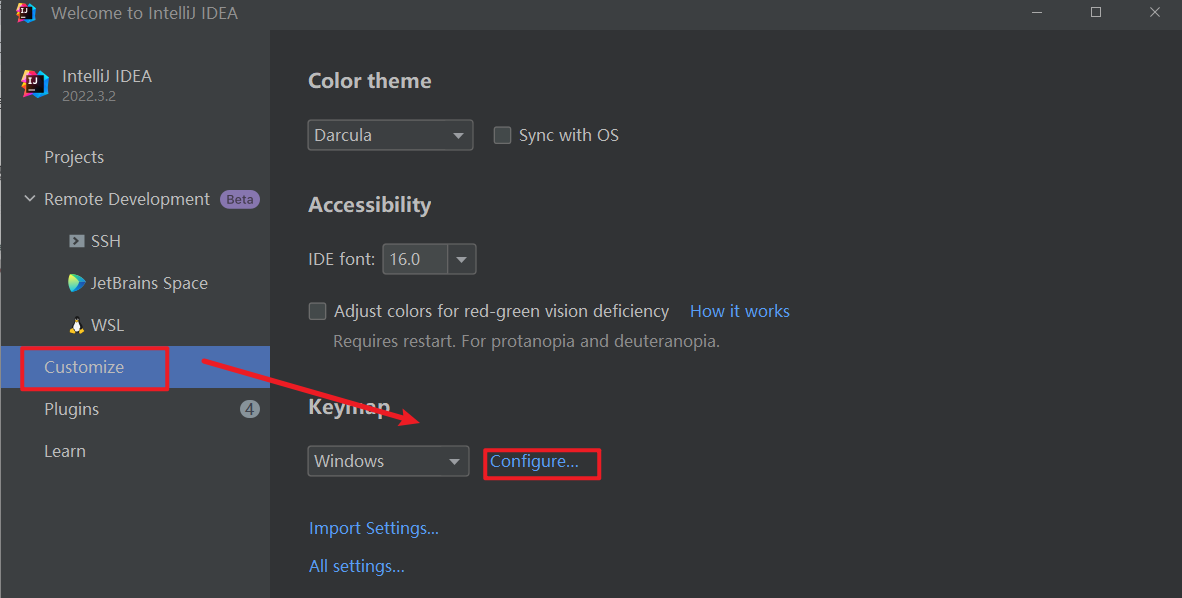 Welcome to IntelliJ IDEA
IntelliJ IDEA
2022.3.2
Projects
Remote Development Beta
SSH
JetBrains Space
WSL
Customize
Plugins 4
Learn
Color theme
Darcula Sync with OS
Accessibility
IDE font: 16.0
Adjust colors for red-green vision deficiency How it works
Requires restart. For protanopia and deuteranopia.
Keymap
Windows Configure...
Import Settings...
All settings...